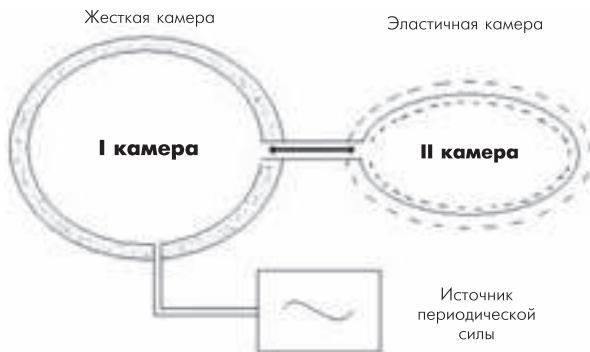 Жесткая камера
Эластичная камера
I камера
II камера
Источник
периодической
силы